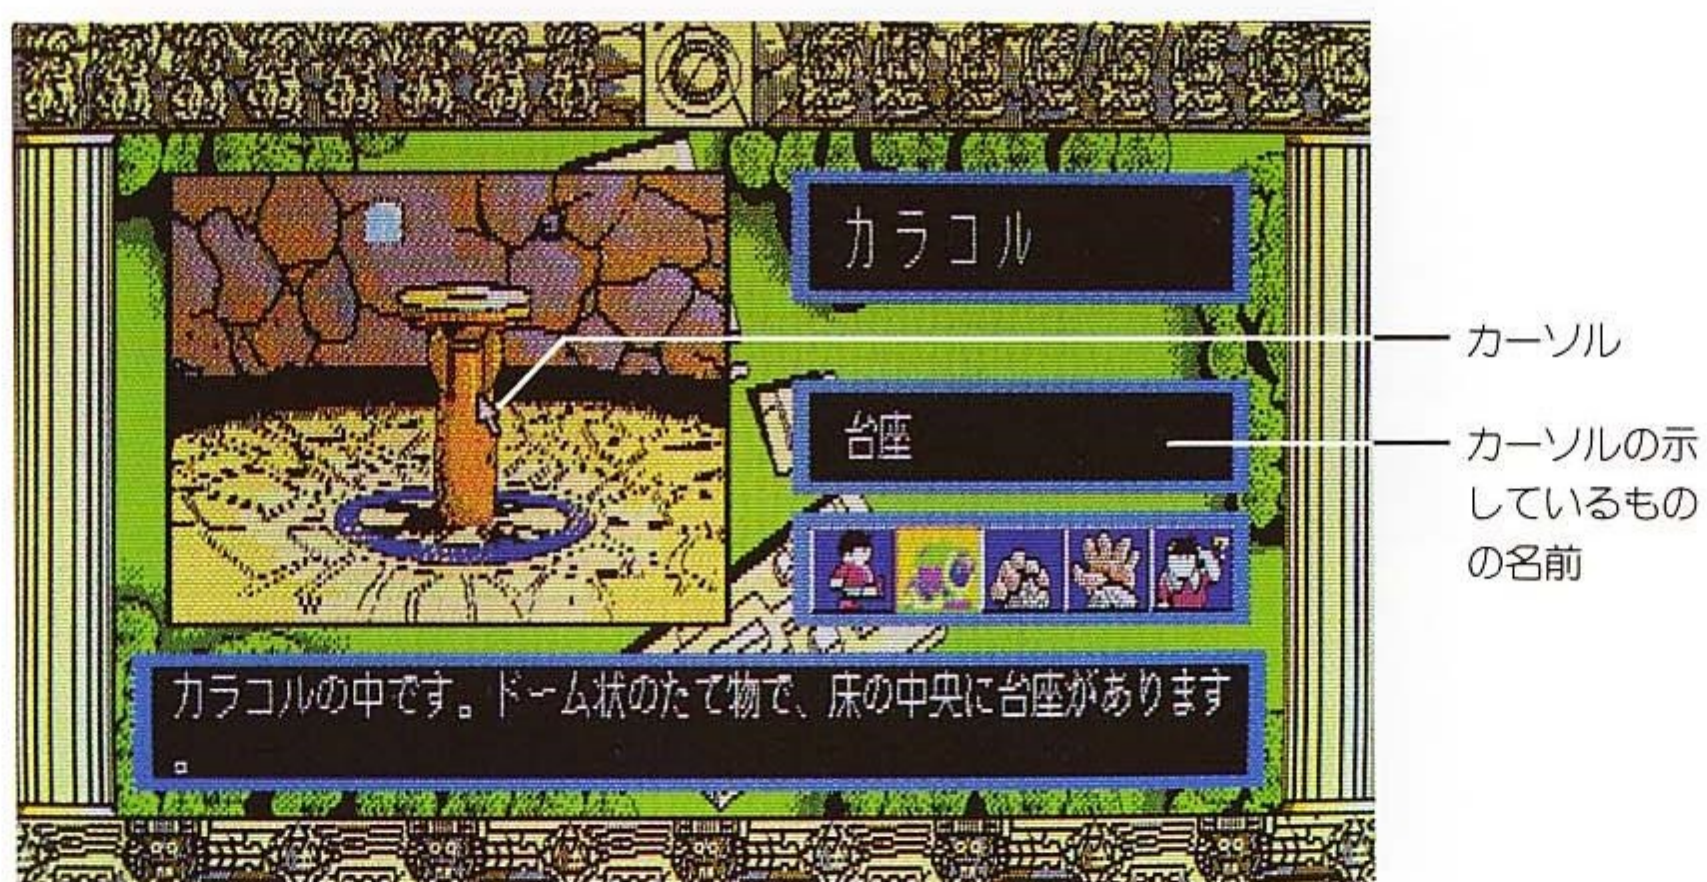 カラコル
カーソル
台座
カーソルの示
しているもの
の名前
カラコルの中です。ドーム状のたて物で、床の中央に台座があります
。